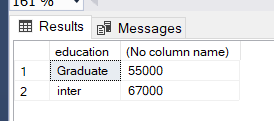 161 %
Results Messages
education (No column name)
1 Graduate 55000
2 inter 67000